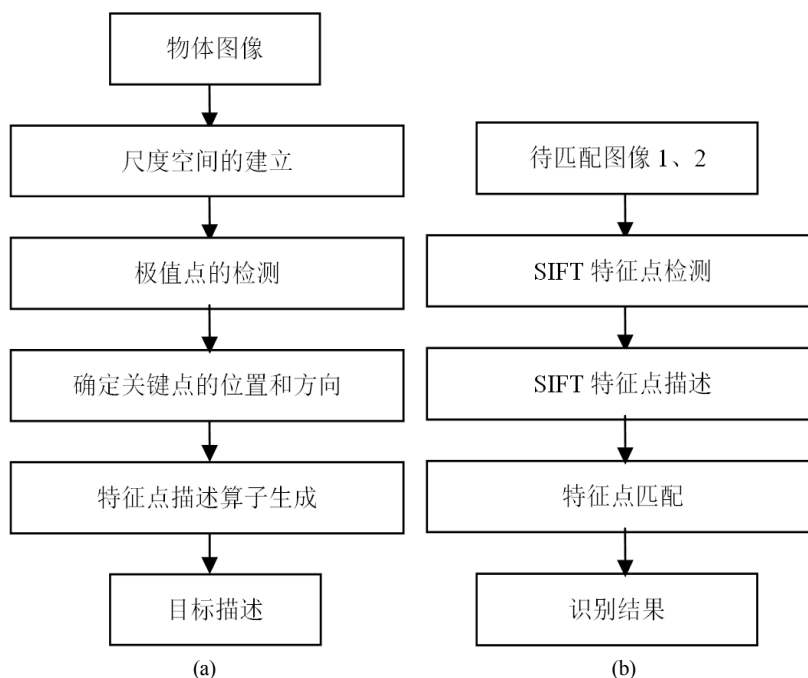 物体图像
尺度空间的建立
极值点的检测
确定关键点的位置和方向
特征点描述算子生成
目标描述
(a)
待匹配图像 1、2
SIFT 特征点检测
SIFT 特征点描述
特征点匹配
识别结果
(b)